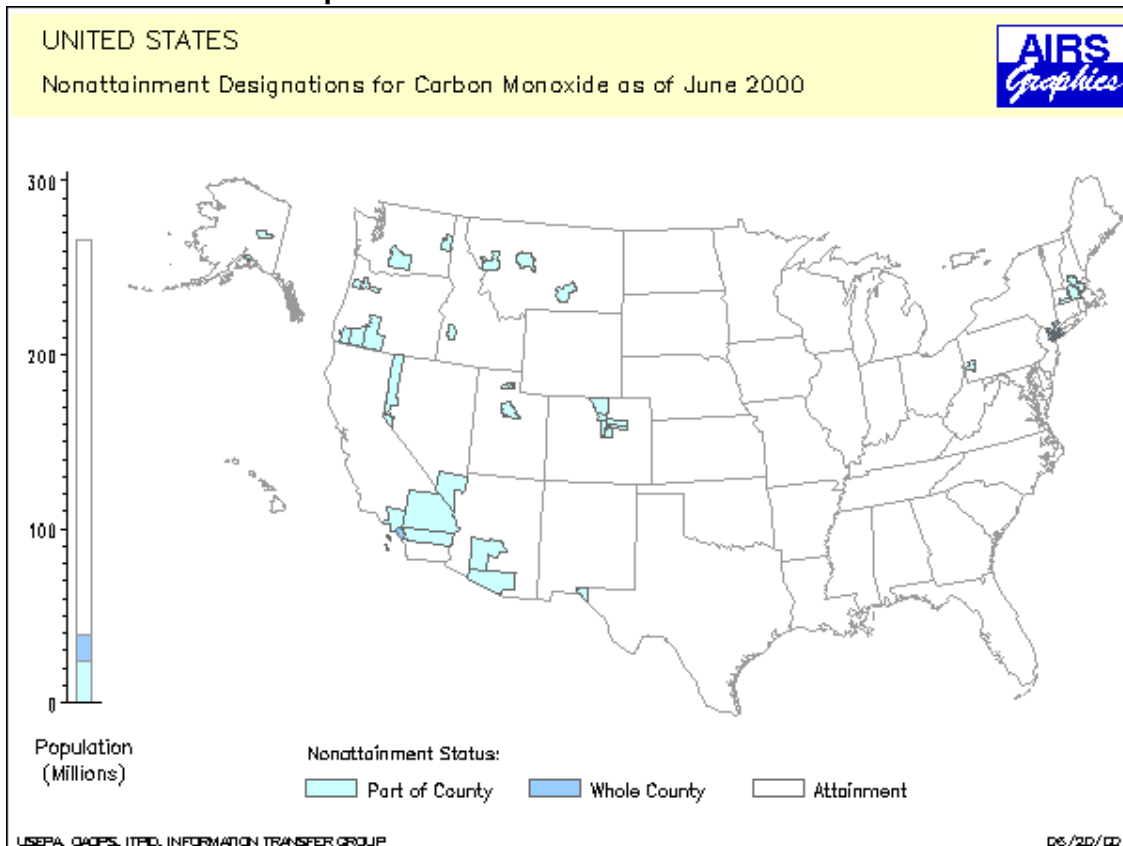 UNITED STATES
Nonattainment Designations for Carbon Monoxide as of June 2000
AIRS
Graphics
300
200
100
0
Population
(Millions)
Nonattainment Status:
Part of County
Whole County
Attainment
USEPA, OAQPS, ITPID, INFORMATION TRANSFER GROUP
06/20/00